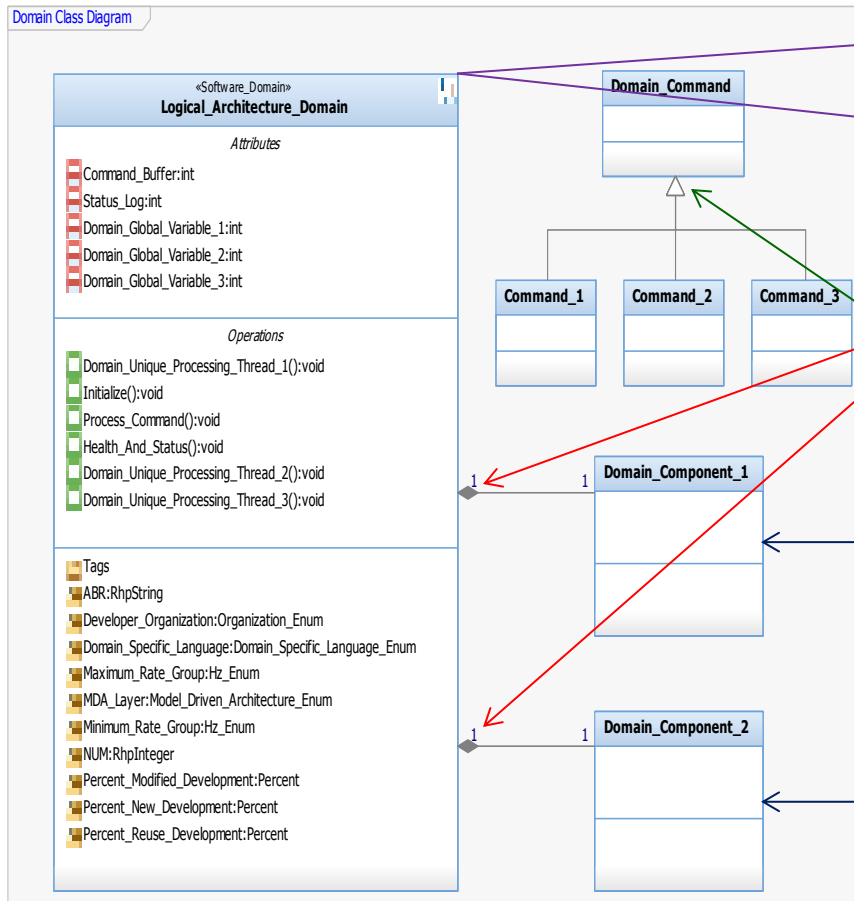 Domain Class Diagram
«Software_Domain»
Logical_Architecture_Domain
Attributes
Command_Buffer:int
Status_Log:int
Domain_Global_Variable_1:int
Domain_Global_Variable_2:int
Domain_Global_Variable_3:int
Operations
Domain_Unique_Processing_Thread_1():void
Initialize():void
Process_Command():void
Health_And_Status():void
Domain_Unique_Processing_Thread_2():void
Domain_Unique_Processing_Thread_3():void
Tags
ABR:RhpString
Developer_Organization:Organization_Enum
Domain_Specific_Language:Domain_Specific_Language_Enum
Maximum_Rate_Group:Hz_Enum
MDA_Layer:Model_Driven_Architecture_Enum
Minimum_Rate_Group:Hz_Enum
NUM:RhpInteger
Percent_Modified_Development:Percent
Percent_New_Development:Percent
Percent_Reuse_Development:Percent
Domain_Command
Command_1
Command_2
Command_3
1
1
Domain_Component_1
1
1
Domain_Component_2